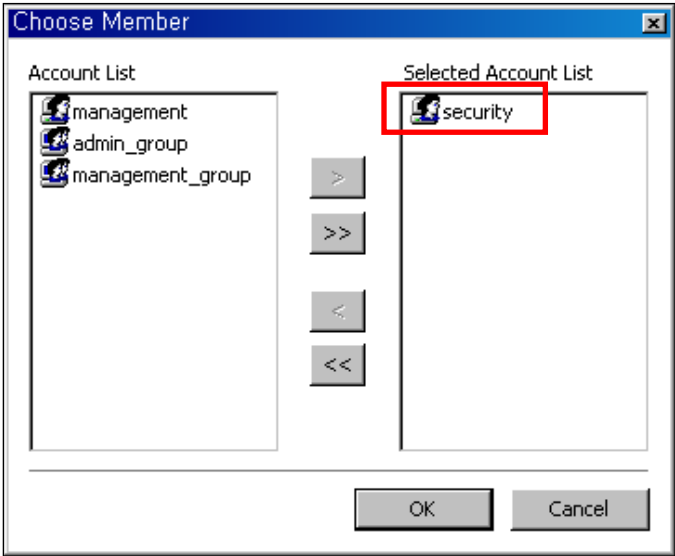 Choose Member
Account List
management
admin_group
management_group
>
>>
<
<<
Selected Account List
security
OK
Cancel